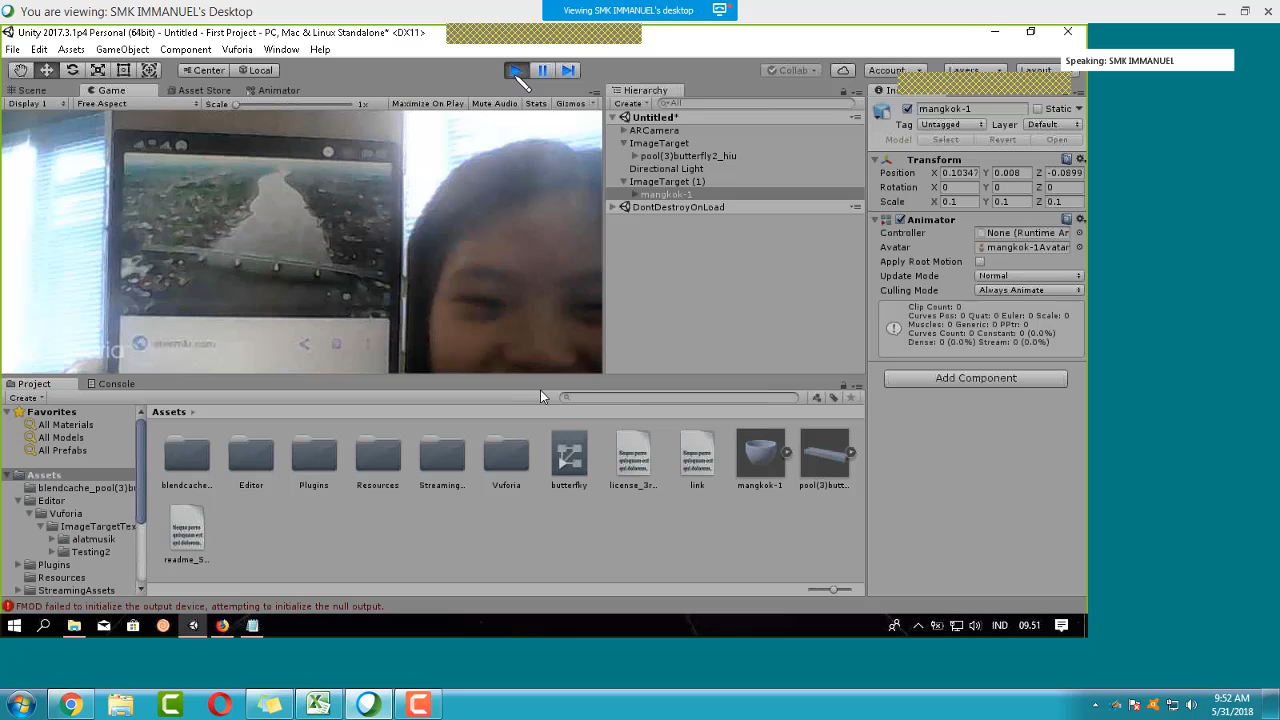 You are viewing: SMK IMMANUEL's Desktop
Viewing SMK IMMANUEL's desktop
Unity 2017.3.1p4 Personal (64bit) - Untitled - First Project - PC, Mac & Linux Standalone* <DX11>
File Edit Assets GameObject Component Vuforia Window Help
Speaking: SMK IMMANUEL
Center Local Collab Account Layers Layout
Scene Game Asset Store Animator
Display 1 Free Aspect Scale 1x Maximize On Play Mute Audio Stats Gizmos
Hierarchy
Create All
Untitled*
ARCamera
ImageTarget
pool(3)butterfly2_hiu
Directional Light
ImageTarget (1)
mangkok-1
DontDestroyOnLoad
mangkok-1 Static
Tag Untagged Layer Default
Model Select Revert Open
Transform
Position X 0.10347 Y 0.008 Z -0.0899
Rotation X 0 Y 0 Z 0
Scale X 0.1 Y 0.1 Z 0.1
Animator
Controller None (Runtime Ar
Avatar mangkok-1Avatar
Apply Root Motion
Update Mode Normal
Culling Mode Always Animate
Clip Count: 0
Curves Pos: 0 Quat: 0 Euler: 0 Scale: 0
Muscles: 0 Generic: 0 PPtr: 0
Curves Count: 0 Constant: 0 (0.0%)
Dense: 0 (0.0%) Stream: 0 (0.0%)
Add Component
Project Console
Create
Favorites
All Materials
All Models
All Prefabs
Assets
blendcache_pool(3)b
Editor
Vuforia
ImageTargetTex
alatmusik
Testing2
Plugins
Resources
StreamingAssets
Assets
blendcache... Editor Plugins Resources Streaming... Vuforia butterfky license_3r... link mangkok-1 pool(3)butt...
readme_S...
FMOD failed to initialize the output device, attempting to initialize the null output.
IND 09.51
9:52 AM
5/31/2018